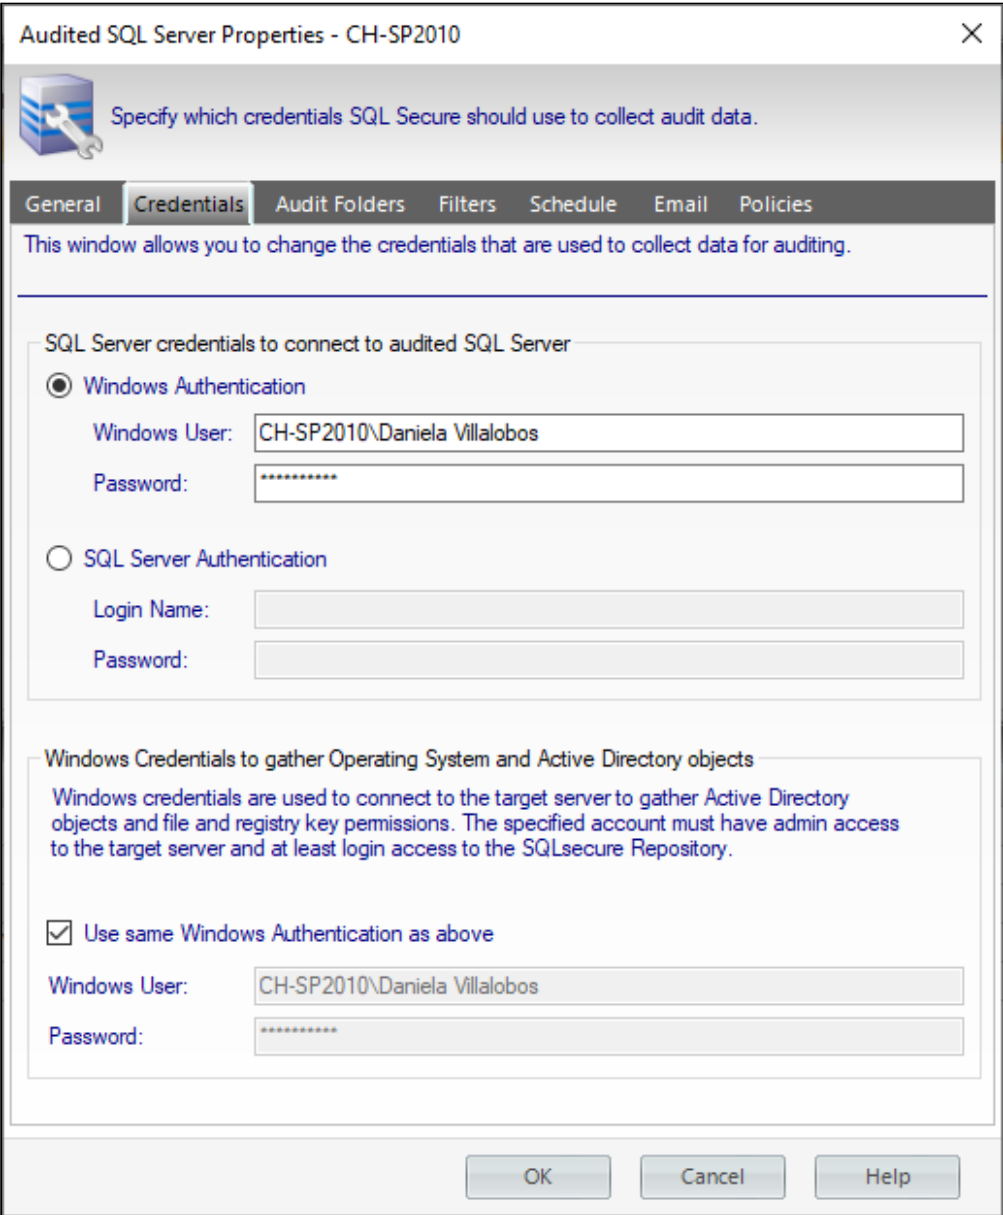 Audited SQL Server Properties - CH-SP2010
Specify which credentials SQL Secure should use to collect audit data.
General Credentials Audit Folders Filters Schedule Email Policies
This window allows you to change the credentials that are used to collect data for auditing.
SQL Server credentials to connect to audited SQL Server
Windows Authentication
Windows User: CH-SP2010\Daniela Villalobos
Password: **********
SQL Server Authentication
Login Name:
Password:
Windows Credentials to gather Operating System and Active Directory objects
Windows credentials are used to connect to the target server to gather Active Directory
objects and file and registry key permissions. The specified account must have admin access
to the target server and at least login access to the SQLsecure Repository.
Use same Windows Authentication as above
Windows User: CH-SP2010\Daniela Villalobos
Password: **********
OK Cancel Help